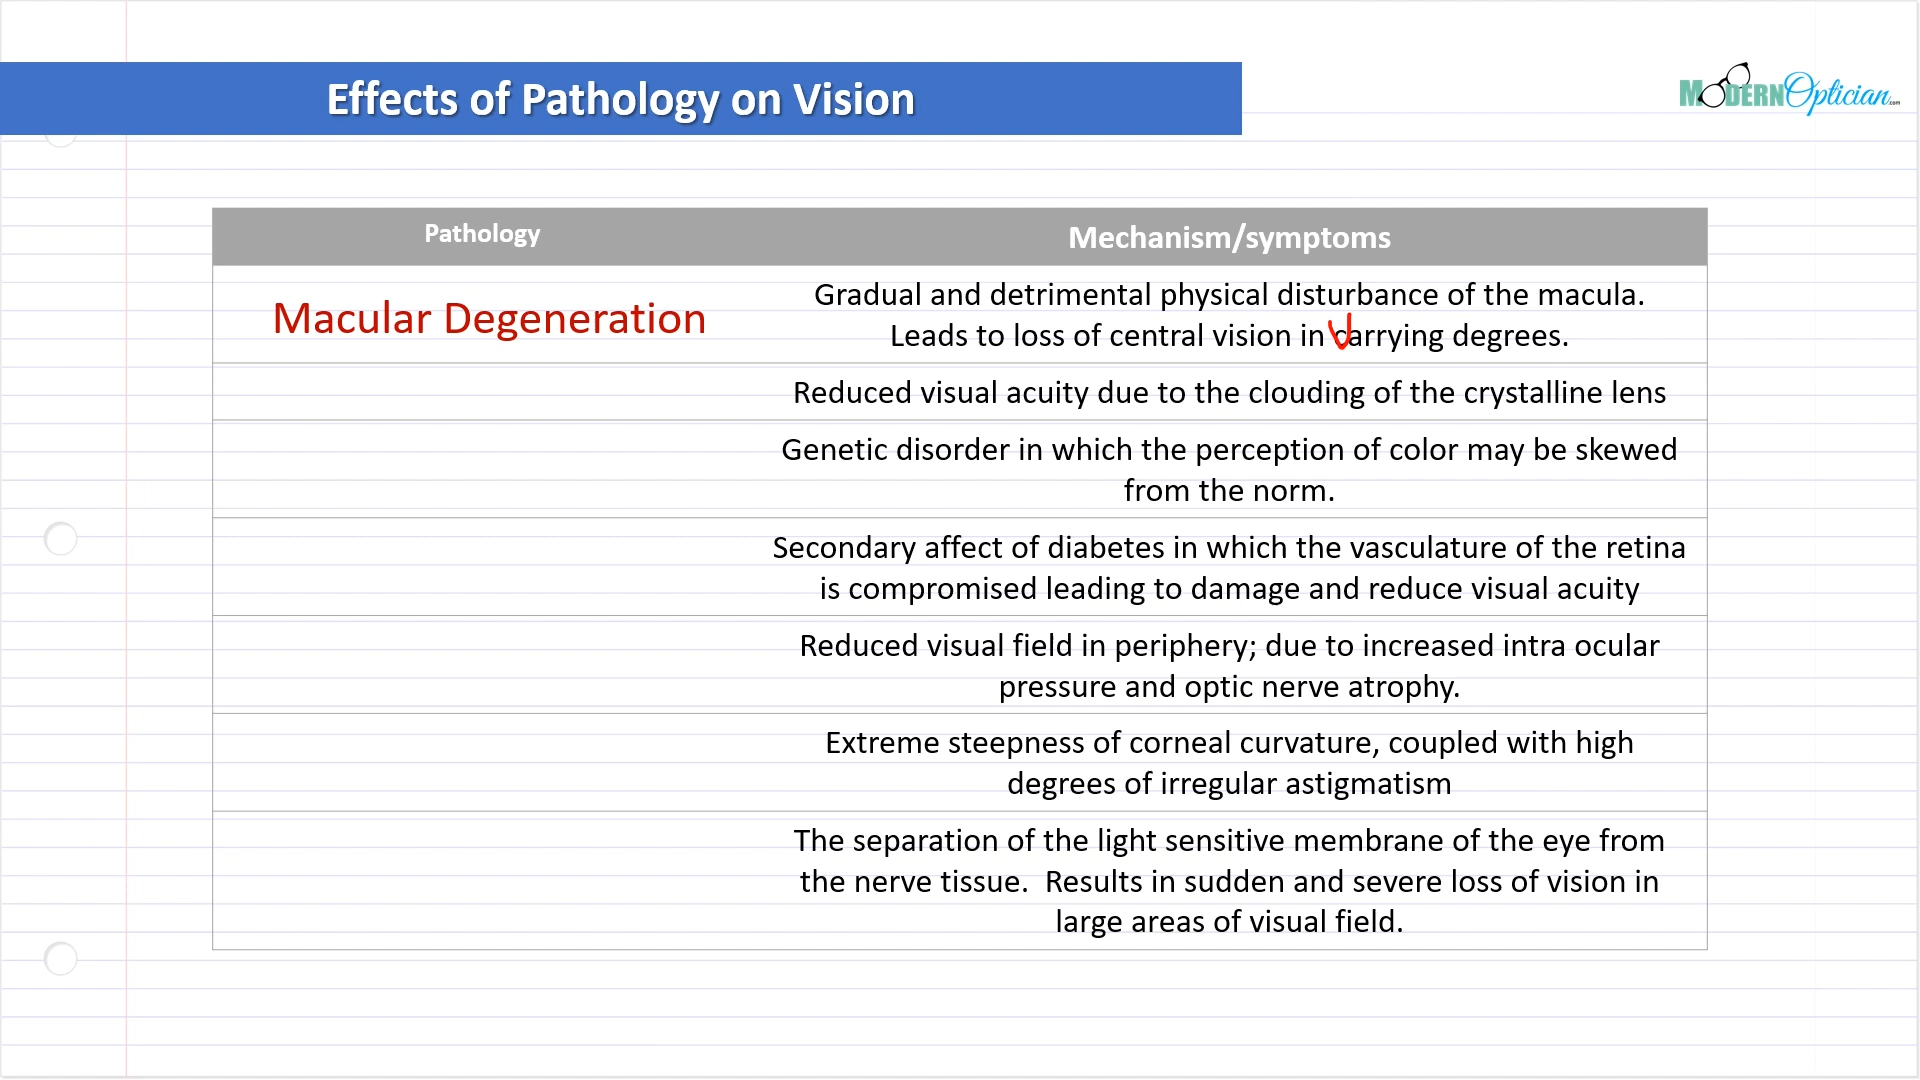 Effects of Pathology on Vision
MODERNOptician.com
Pathology
Mechanism/symptoms
Macular Degeneration
Gradual and detrimental physical disturbance of the macula.
Leads to loss of central vision in varrying degrees.
Reduced visual acuity due to the clouding of the crystalline lens
Genetic disorder in which the perception of color may be skewed
from the norm.
Secondary affect of diabetes in which the vasculature of the retina
is compromised leading to damage and reduce visual acuity
Reduced visual field in periphery; due to increased intra ocular
pressure and optic nerve atrophy.
Extreme steepness of corneal curvature, coupled with high
degrees of irregular astigmatism
The separation of the light sensitive membrane of the eye from
the nerve tissue.  Results in sudden and severe loss of vision in
large areas of visual field.